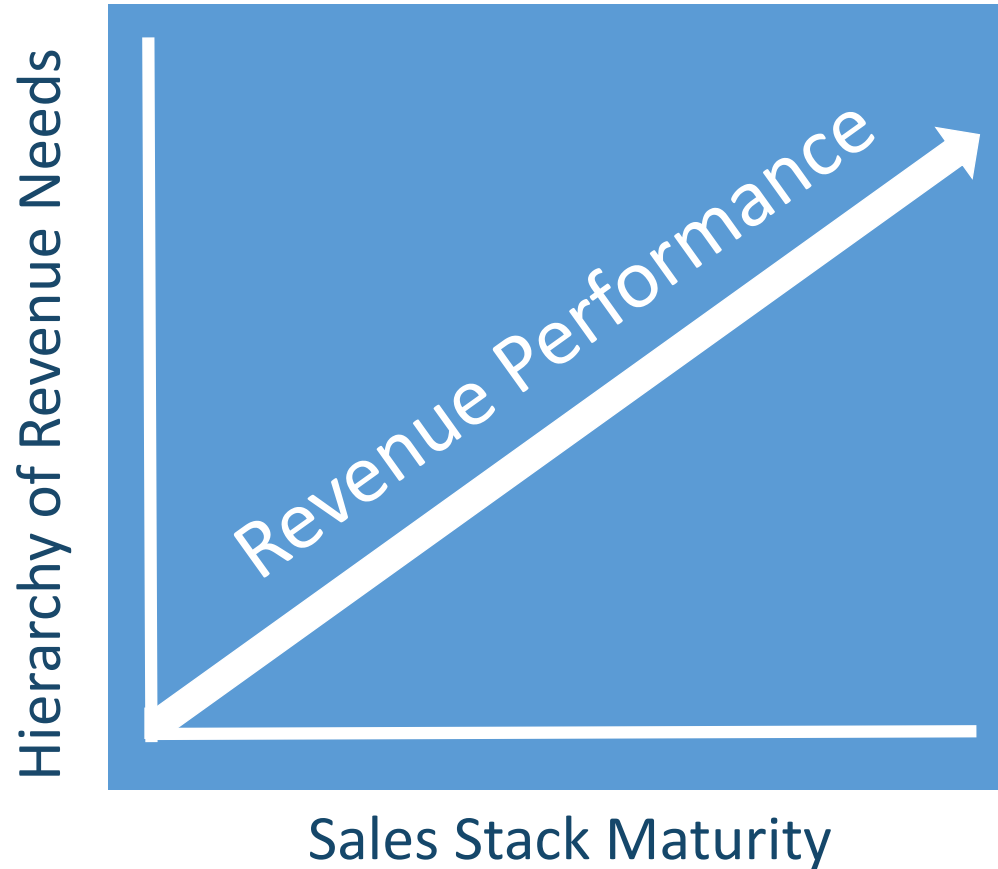 Hierarchy of Revenue Needs
Revenue Performance
Sales Stack Maturity